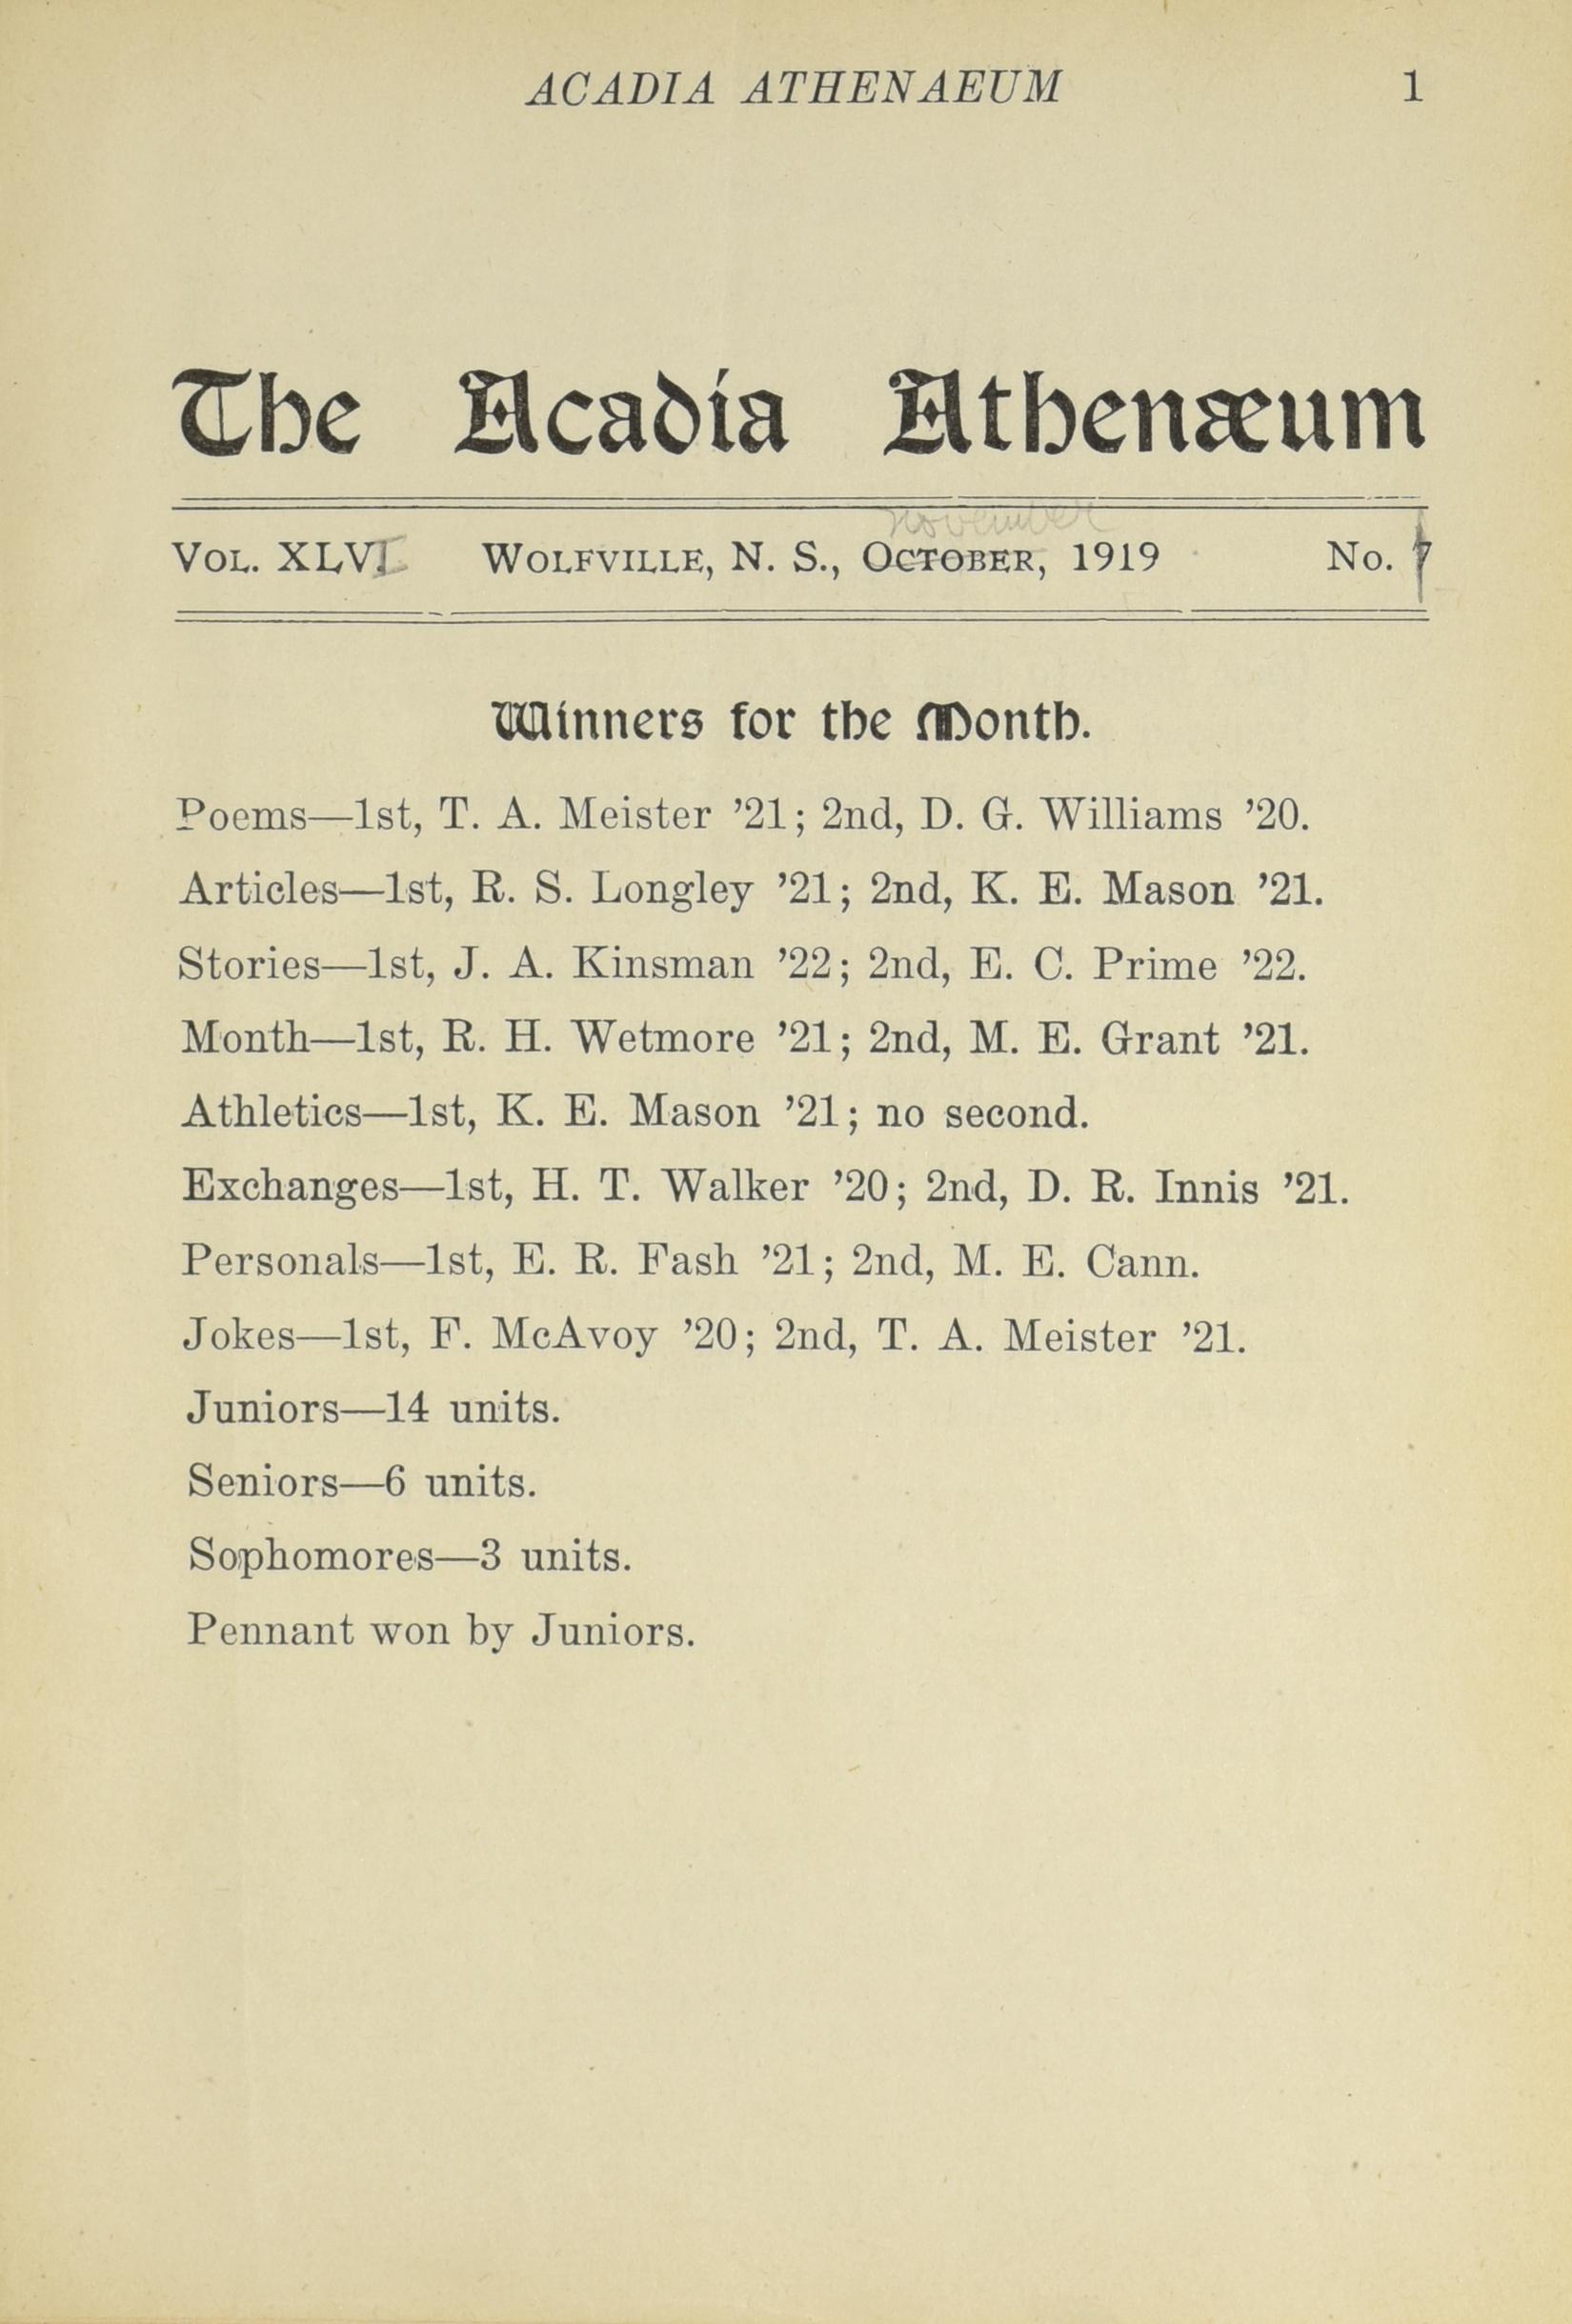 ACADIA ATHENAEUM 1
The Acadia Athenæum
november
VOL. XLVI WOLFVILLE, N. S., OCTOBER, 1919 No.
Winners for the Month.
Poems—1st, T. A. Meister ’21; 2nd, D. G. Williams ’20.
Articles—1st, R. S. Longley ’21; 2nd, K. E. Mason ’21.
Stories—1st, J. A. Kinsman ’22; 2nd, E. C. Prime ’22.
Month—1st, R. H. Wetmore ’21; 2nd, M. E. Grant ’21.
Athletics—1st, K. E. Mason ’21; no second.
Exchanges—1st, H. T. Walker ’20; 2nd, D. R. Innis ’21.
Personals—1st, E. R. Fash ’21; 2nd, M. E. Cann.
Jokes—1st, F. McAvoy ’20; 2nd, T. A. Meister ’21.
Juniors—14 units.
Seniors—6 units.
Sophomores—3 units.
Pennant won by Juniors.